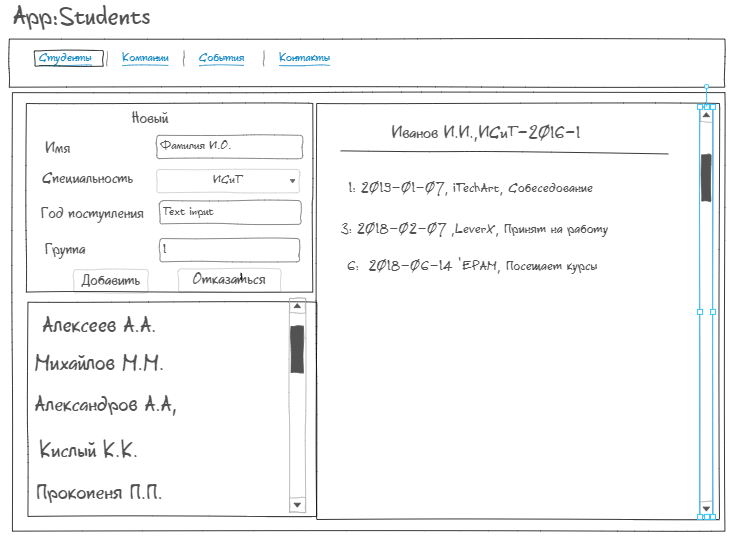 App:Students
Студенты | Компании | События | Контакты
Новый
Имя Фамилия И.О.
Специальность ИСиТ
Год поступления Text input
Группа 1
Добавить Отказаться
Алексеев А.А.
Михайлов М.М.
Александров А.А,
Кислый К.К.
Прокопеня П.П.
Иванов И.И.,ИСиТ-2016-1
1: 2019-01-07, iTechArt, Собеседование
3: 2018-02-07 ,LeverX, Принят на работу
6: 2018-06-14 'EPAM, Посещает курсы